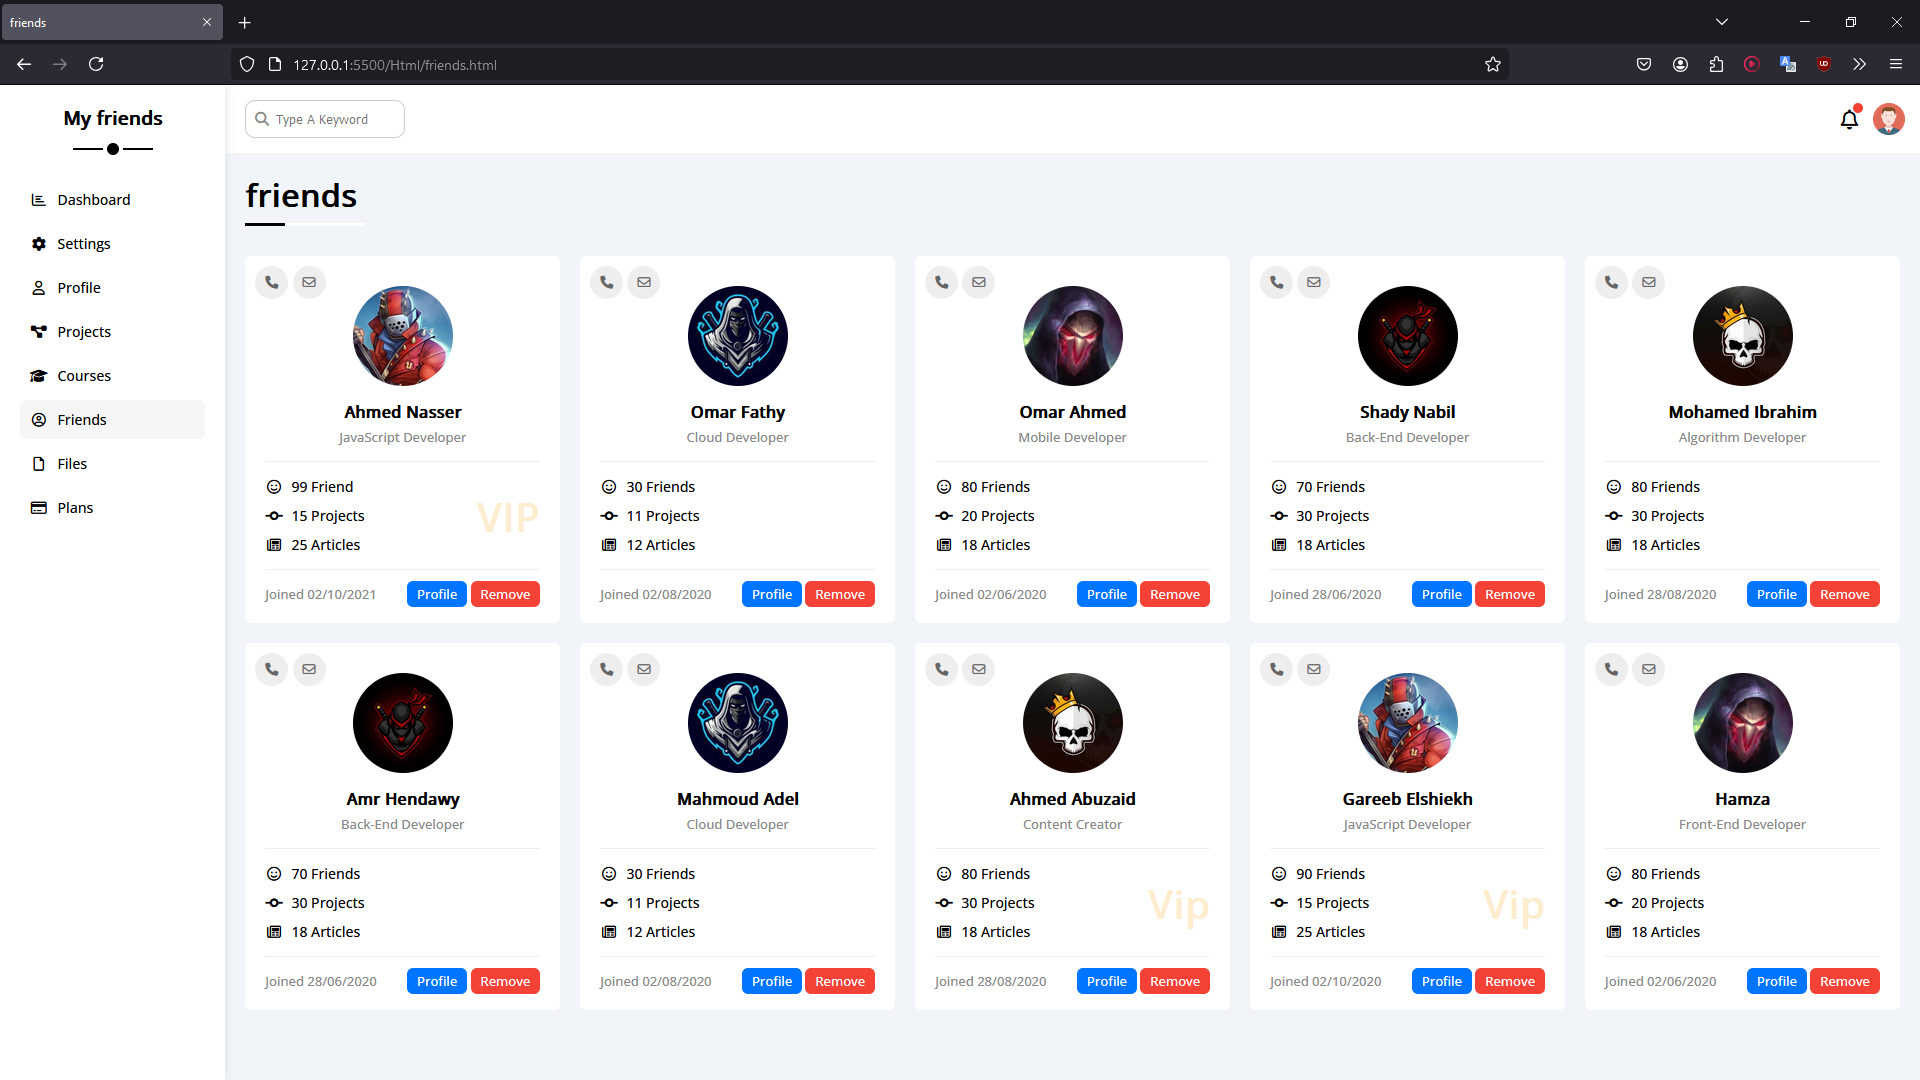 friends
127.0.0.1:5500/Html/friends.html
My friends
Dashboard
Settings
Profile
Projects
Courses
Friends
Files
Plans
Type A Keyword
friends
Ahmed Nasser
JavaScript Developer
99 Friend
15 Projects
25 Articles
VIP
Joined 02/10/2021
Profile
Remove
Omar Fathy
Cloud Developer
30 Friends
11 Projects
12 Articles
Joined 02/08/2020
Profile
Remove
Omar Ahmed
Mobile Developer
80 Friends
20 Projects
18 Articles
Joined 02/06/2020
Profile
Remove
Shady Nabil
Back-End Developer
70 Friends
30 Projects
18 Articles
Joined 28/06/2020
Profile
Remove
Mohamed Ibrahim
Algorithm Developer
80 Friends
30 Projects
18 Articles
Joined 28/08/2020
Profile
Remove
Amr Hendawy
Back-End Developer
70 Friends
30 Projects
18 Articles
Joined 28/06/2020
Profile
Remove
Mahmoud Adel
Cloud Developer
30 Friends
11 Projects
12 Articles
Joined 02/08/2020
Profile
Remove
Ahmed Abuzaid
Content Creator
80 Friends
30 Projects
18 Articles
Vip
Joined 28/08/2020
Profile
Remove
Gareeb Elshiekh
JavaScript Developer
90 Friends
15 Projects
25 Articles
Vip
Joined 02/10/2020
Profile
Remove
Hamza
Front-End Developer
80 Friends
20 Projects
18 Articles
Joined 02/06/2020
Profile
Remove